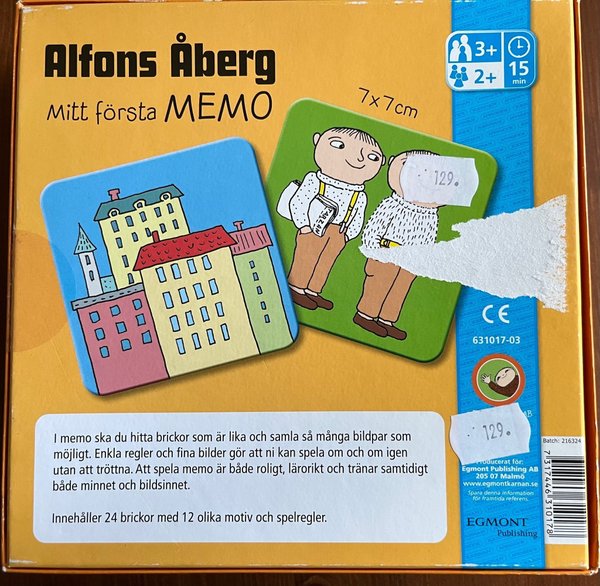 Alfons Åberg
Mitt första MEMO
7x7cm
3+
2+
15
min
129.
631017-03
I memo ska du hitta brickor som är lika och samla så många bildpar som
möjligt. Enkla regler och fina bilder gör att ni kan spela om och om igen
utan att tröttna. Att spela memo är både roligt, lärorikt och tränar samtidigt
både minnet och bildsinnet.
Innehåller 24 brickor med 12 olika motiv och spelregler.
AB
129.
Producerat för:
Egmont Publishing AB
205 07 Malmö
www.egmontkarnan.se
Spara denna information
för framtida referens.
EGMONT
Publishing
Batch: 216324
7317446310178